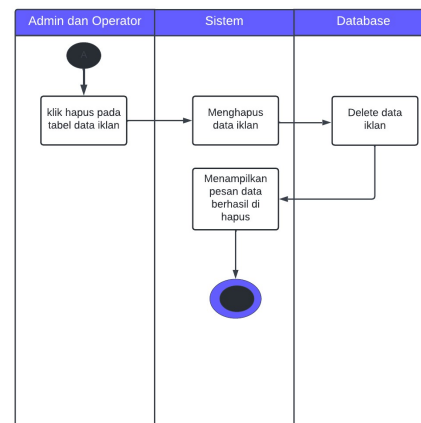 Admin dan Operator
Sistem
Database
klik hapus pada
tabel data iklan
Menghapus
data iklan
Delete data
iklan
Menampilkan
pesan data
berhasil di
hapus